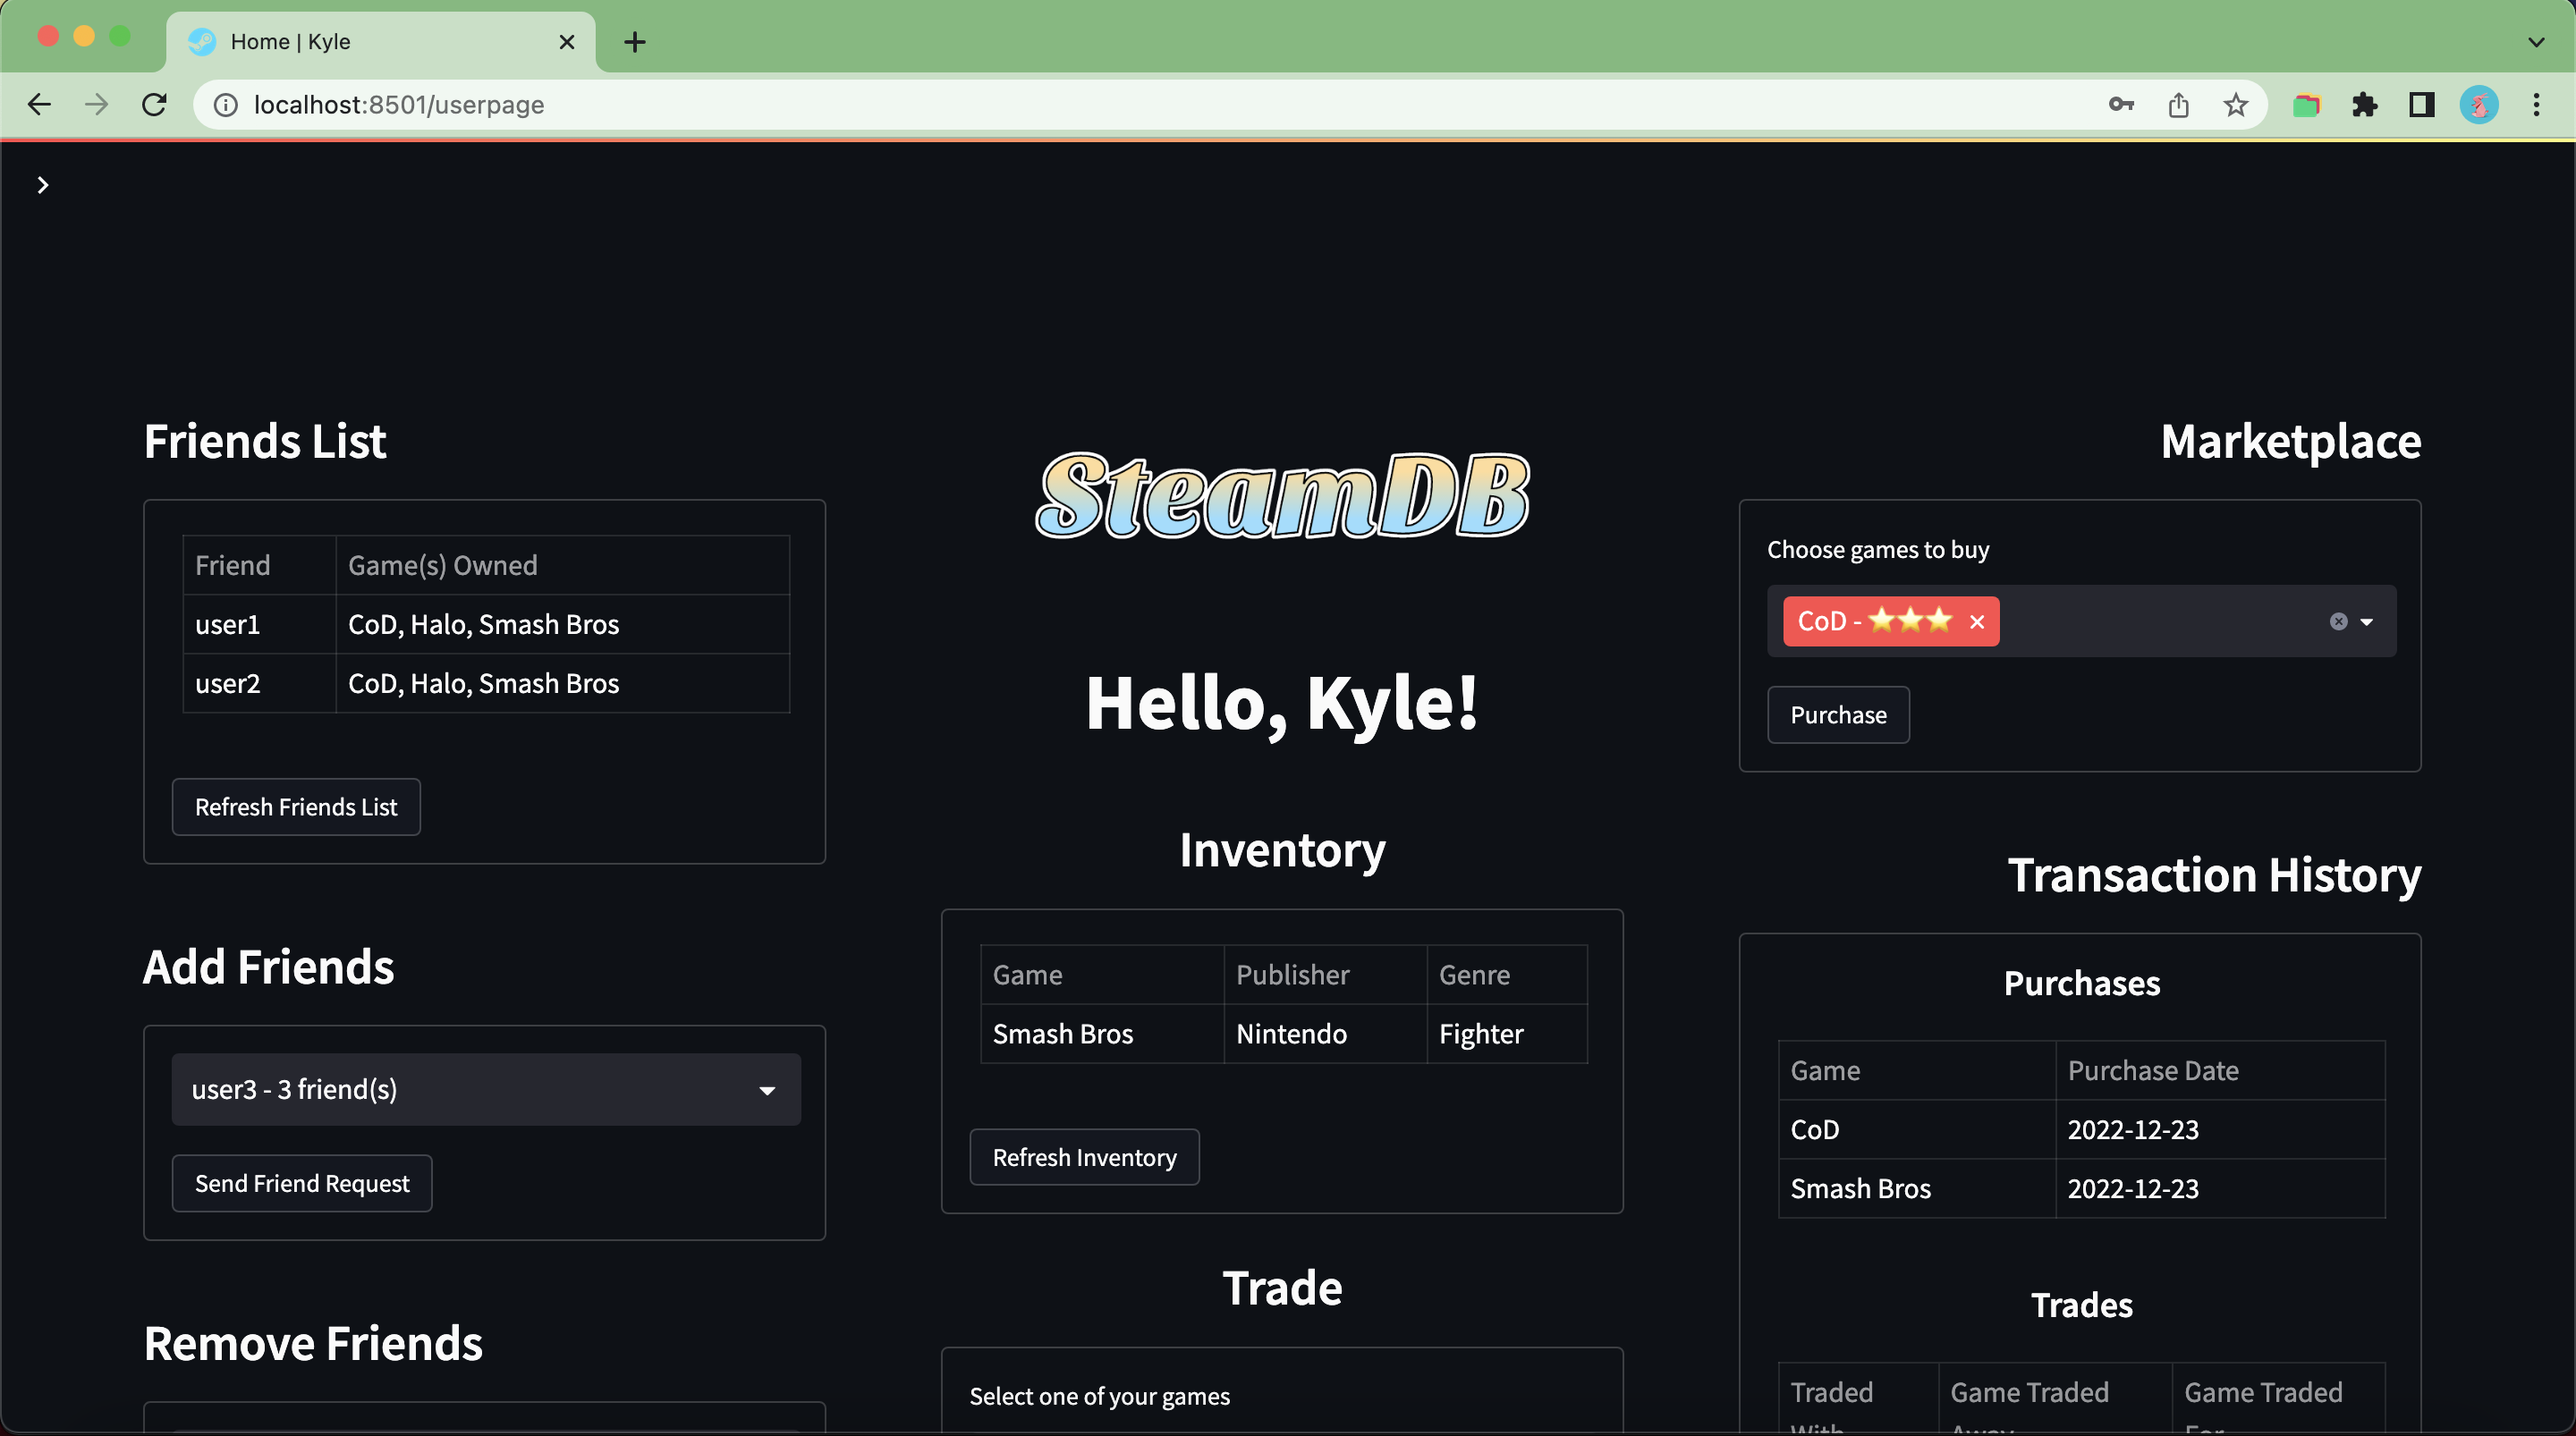 Home | Kyle
localhost:8501/userpage
Friends List
Friend Game(s) Owned
user1 CoD, Halo, Smash Bros
user2 CoD, Halo, Smash Bros
Refresh Friends List
Add Friends
user3 - 3 friend(s)
Send Friend Request
Remove Friends
SteamDB
Hello, Kyle!
Inventory
Game Publisher Genre
Smash Bros Nintendo Fighter
Refresh Inventory
Trade
Select one of your games
Marketplace
Choose games to buy
CoD - ⭐⭐⭐
Purchase
Transaction History
Purchases
Game Purchase Date
CoD 2022-12-23
Smash Bros 2022-12-23
Trades
Traded With Game Traded Away Game Traded For